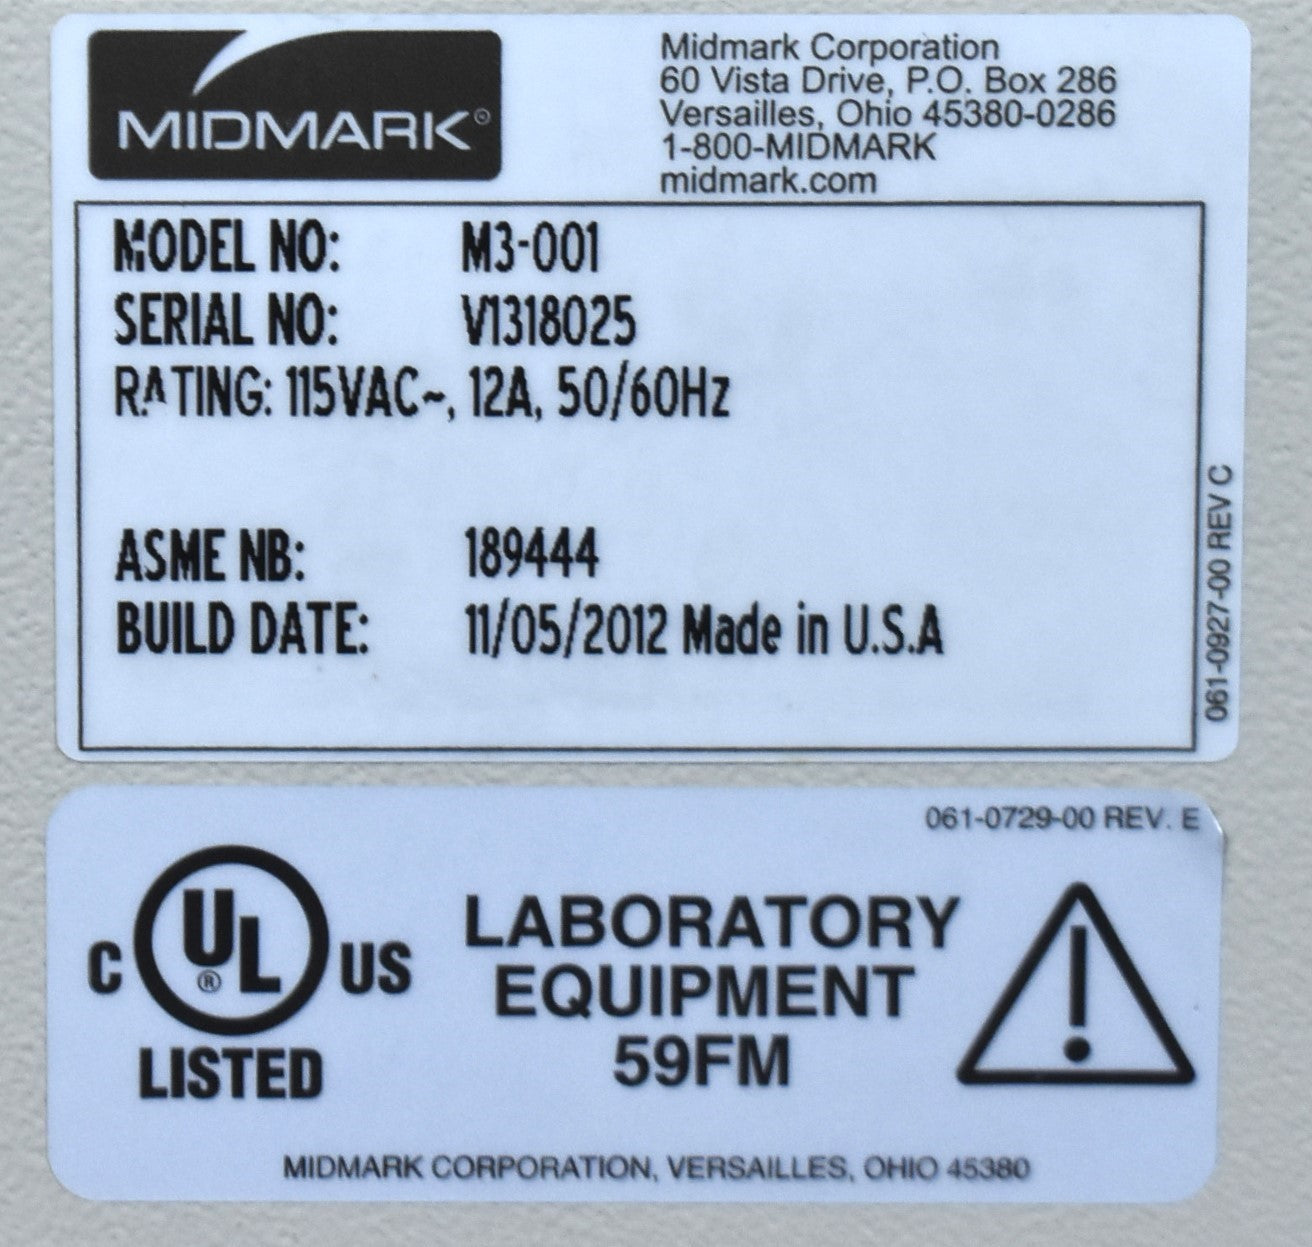 MIDMARK®
Midmark Corporation
60 Vista Drive, P.O. Box 286
Versailles, Ohio 45380-0286
1-800-MIDMARK
midmark.com
MODEL NO: M3-001
SERIAL NO: V1318025
RATING: 115VAC~, 12A, 50/60Hz
ASME NB: 189444
BUILD DATE: 11/05/2012 Made in U.S.A
061-0927-00 REV C
061-0729-00 REV. E
C UL® US
LISTED
LABORATORY
EQUIPMENT
59FM
!
MIDMARK CORPORATION, VERSAILLES, OHIO 45380